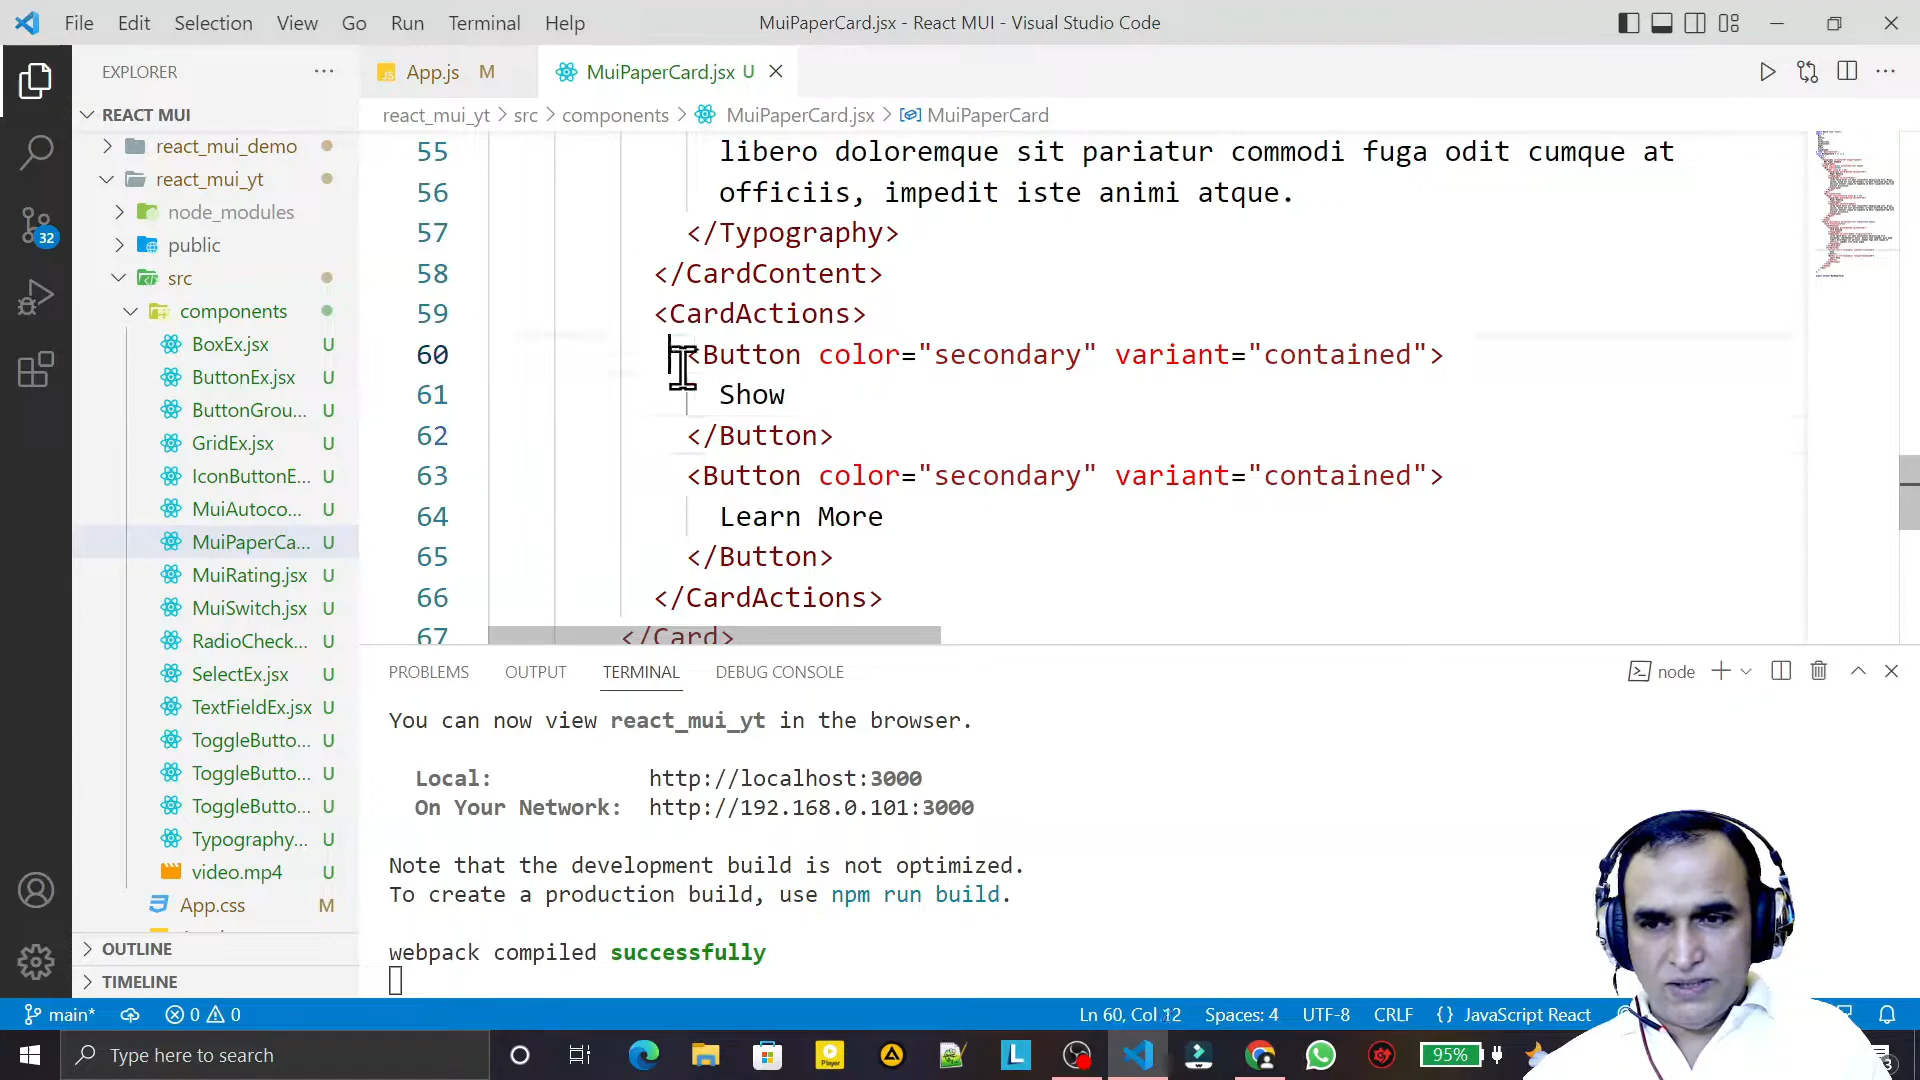 File Edit Selection View Go Run Terminal Help
MuiPaperCard.jsx - React MUI - Visual Studio Code
EXPLORER
App.js M
MuiPaperCard.jsx U
REACT MUI
react_mui_yt > src > components > MuiPaperCard.jsx > MuiPaperCard
react_mui_demo
react_mui_yt
node_modules
public
src
components
BoxEx.jsx U
ButtonEx.jsx U
ButtonGrou... U
GridEx.jsx U
IconButtonE... U
MuiAutoco... U
MuiPaperCa... U
MuiRating.jsx U
MuiSwitch.jsx U
RadioCheck... U
SelectEx.jsx U
TextFieldEx.jsx U
ToggleButto... U
ToggleButto... U
ToggleButto... U
Typography... U
video.mp4 U
App.css M
OUTLINE
TIMELINE
32
55 libero doloremque sit pariatur commodi fuga odit cumque at
56 officiis, impedit iste animi atque.
57 </Typography>
58 </CardContent>
59 <CardActions>
60 <Button color="secondary" variant="contained">
61 Show
62 </Button>
63 <Button color="secondary" variant="contained">
64 Learn More
65 </Button>
66 </CardActions>
67 </Card>
PROBLEMS OUTPUT TERMINAL DEBUG CONSOLE
node
You can now view react_mui_yt in the browser.
Local: http://localhost:3000
On Your Network: http://192.168.0.101:3000
Note that the development build is not optimized.
To create a production build, use npm run build.
webpack compiled successfully
main* 0 0
Ln 60, Col 12 Spaces: 4 UTF-8 CRLF {} JavaScript React
Type here to search
Player
L
95%
3